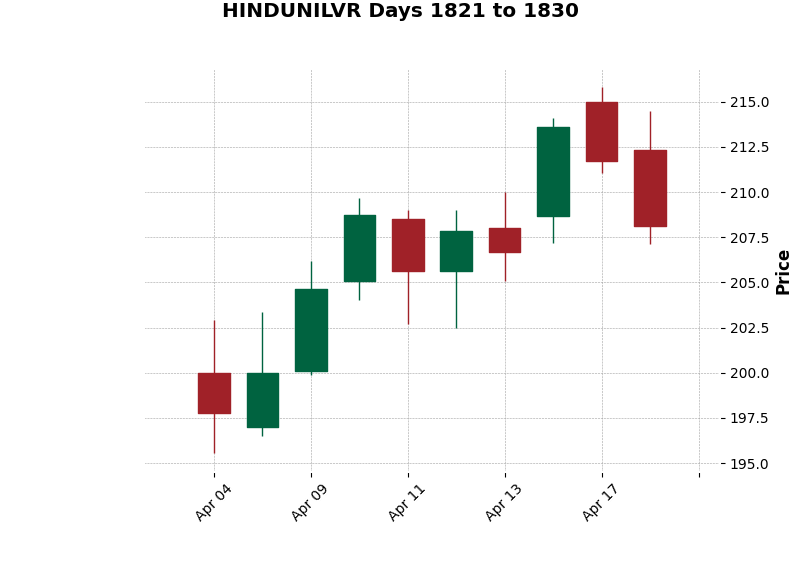 HINDUNILVR Days 1821 to 1830
215.0
212.5
210.0
207.5
205.0
202.5
200.0
197.5
195.0
Price
Apr 04
Apr 09
Apr 11
Apr 13
Apr 17